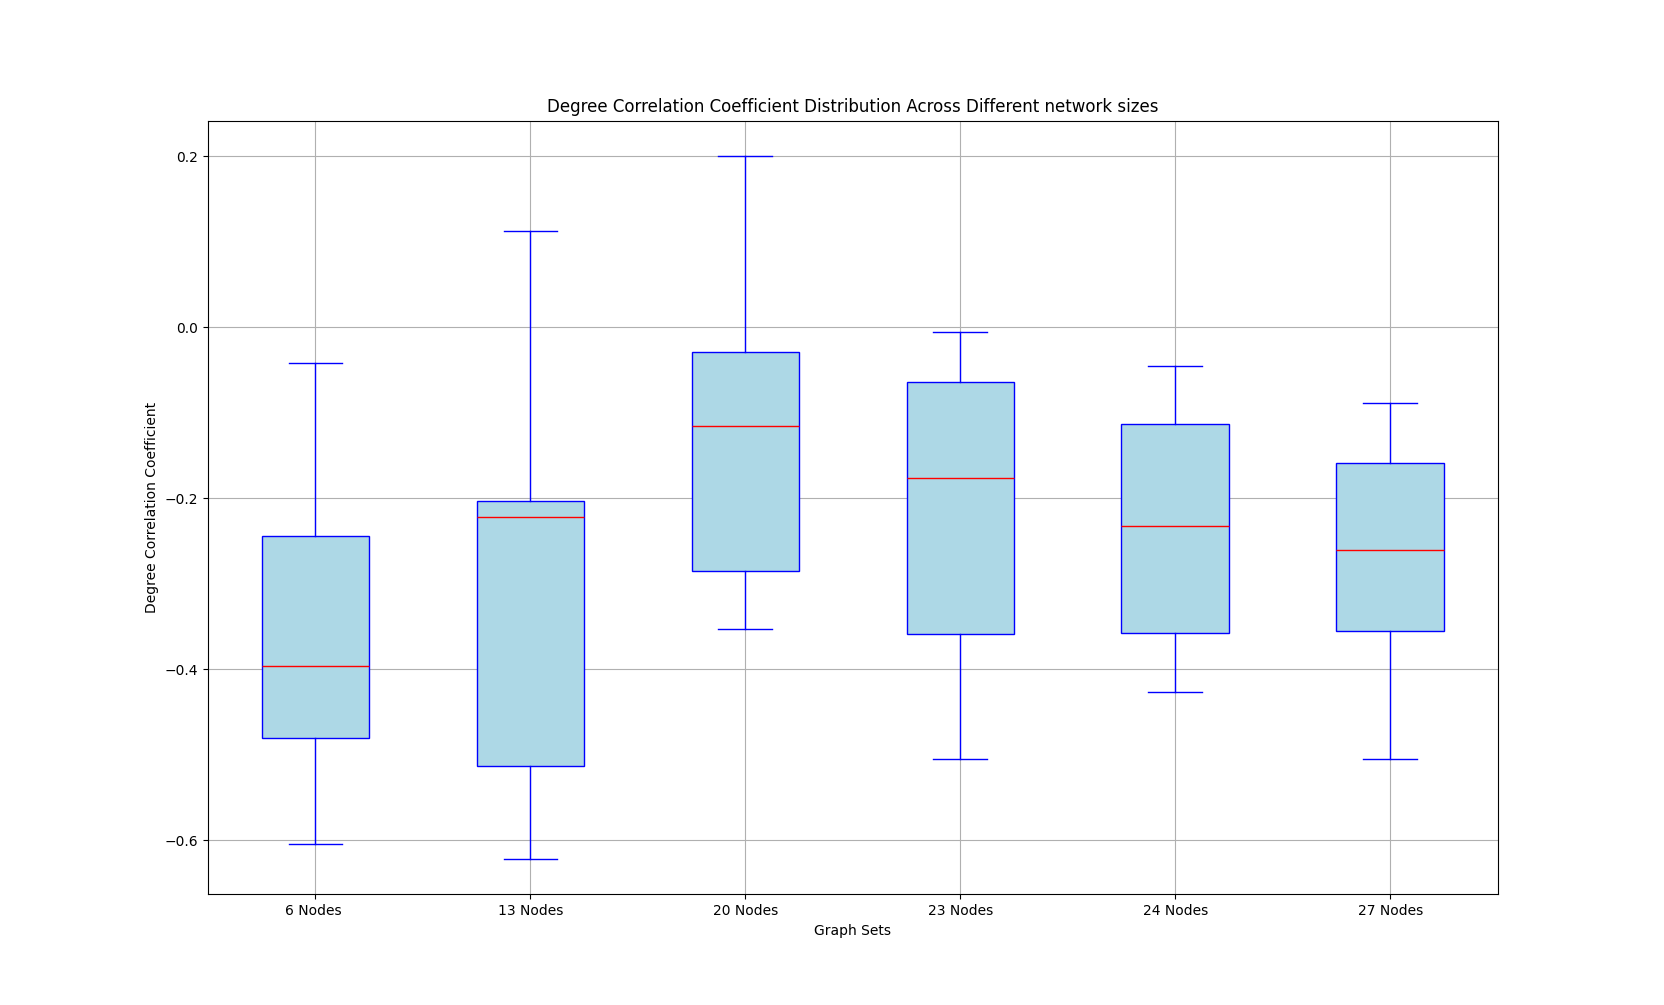 Degree Correlation Coefficient Distribution Across Different network sizes
0.2
0.0
−0.2
−0.4
−0.6
Degree Correlation Coefficient
6 Nodes
13 Nodes
20 Nodes
23 Nodes
24 Nodes
27 Nodes
Graph Sets